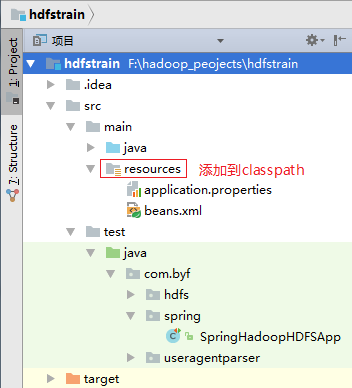 hdfstrain
1: Project
7: Structure
项目
hdfstrain F:\hadoop_peojects\hdfstrain
.idea
src
main
java
resources 添加到classpath
application.properties
beans.xml
test
java
com.byf
hdfs
spring
SpringHadoopHDFSApp
useragentparser
target